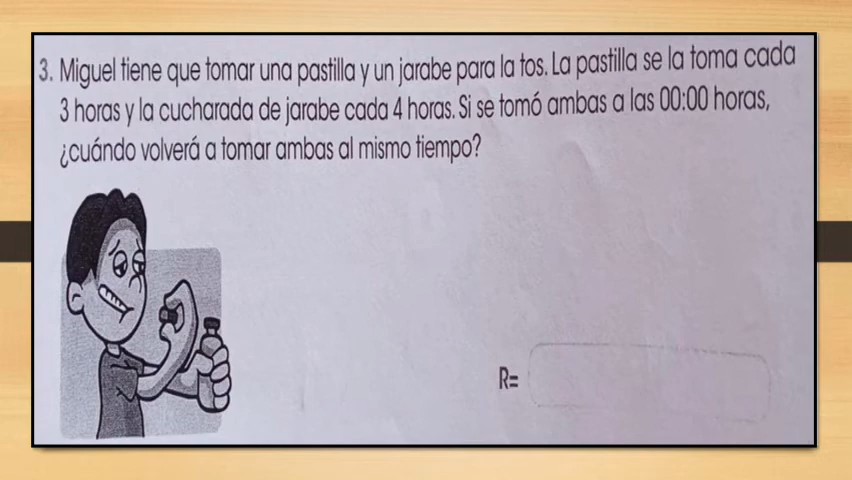 3. Miguel tiene que tomar una pastilla y un jarabe para la tos. La pastilla se la toma cada
3 horas y la cucharada de jarabe cada 4 horas. Si se tomó ambas a las 00:00 horas,
¿cuándo volverá a tomar ambas al mismo tiempo?
R=